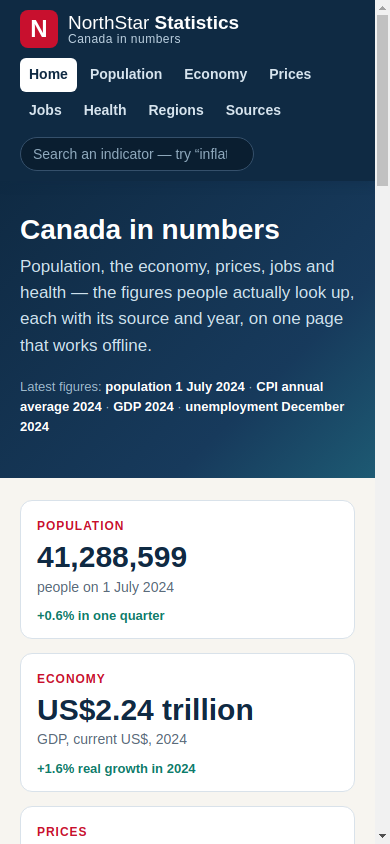 N
NorthStar Statistics
Canada in numbers
Home Population Economy Prices
Jobs Health Regions Sources
Search an indicator — try “inflat
Canada in numbers
Population, the economy, prices, jobs and
health — the figures people actually look up,
each with its source and year, on one page
that works offline.
Latest figures: population 1 July 2024 · CPI annual
average 2024 · GDP 2024 · unemployment December
2024
POPULATION
41,288,599
people on 1 July 2024
+0.6% in one quarter
ECONOMY
US$2.24 trillion
GDP, current US$, 2024
+1.6% real growth in 2024
PRICES